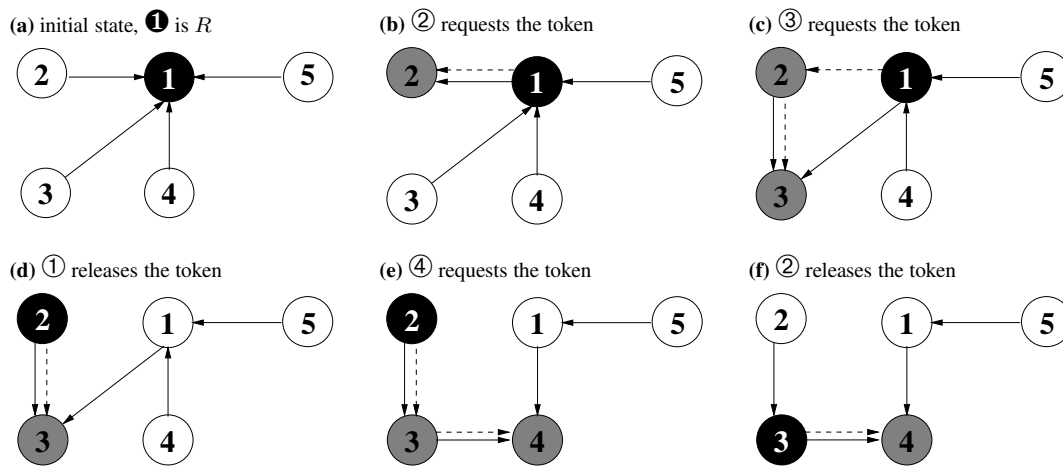 (a) initial state, ❶ is R
(b) ② requests the token
(c) ③ requests the token
2 1 5
3 4
2 1 5
3 4
2 1 5
3 4
(d) ① releases the token
(e) ④ requests the token
(f) ② releases the token
2 1 5
3 4
2 1 5
3 4
2 1 5
3 4